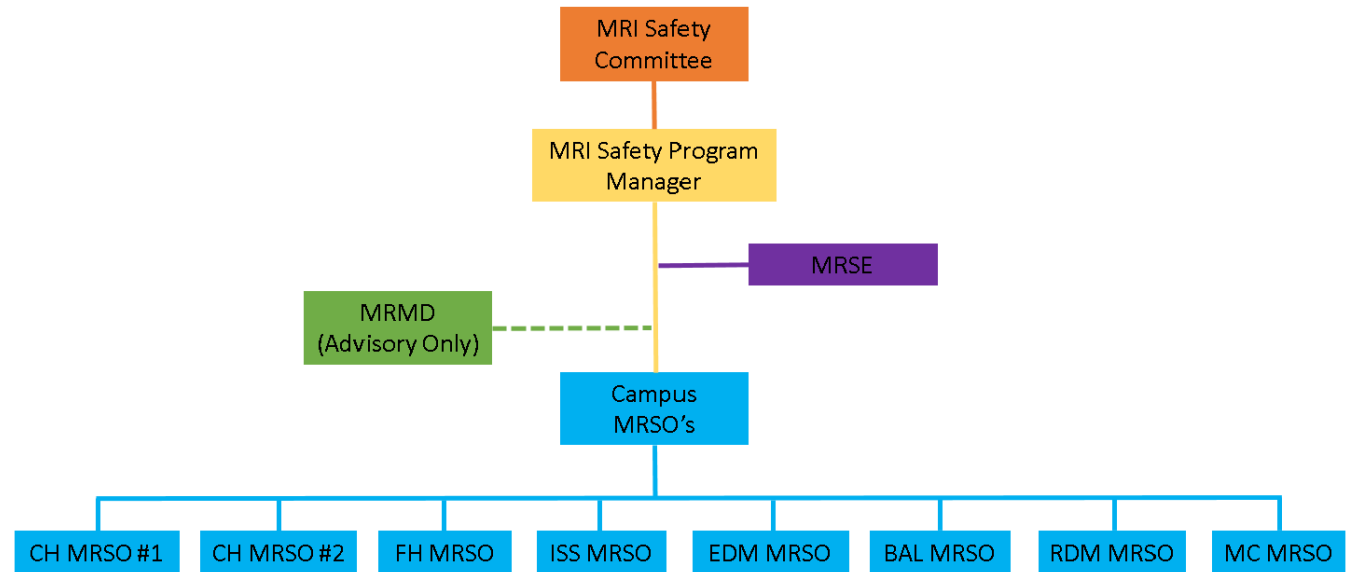 MRI Safety
Committee
MRI Safety Program
Manager
MRSE
MRMD
(Advisory Only)
Campus
MRSO’s
CH MRSO #1
CH MRSO #2
FH MRSO
ISS MRSO
EDM MRSO
BAL MRSO
RDM MRSO
MC MRSO